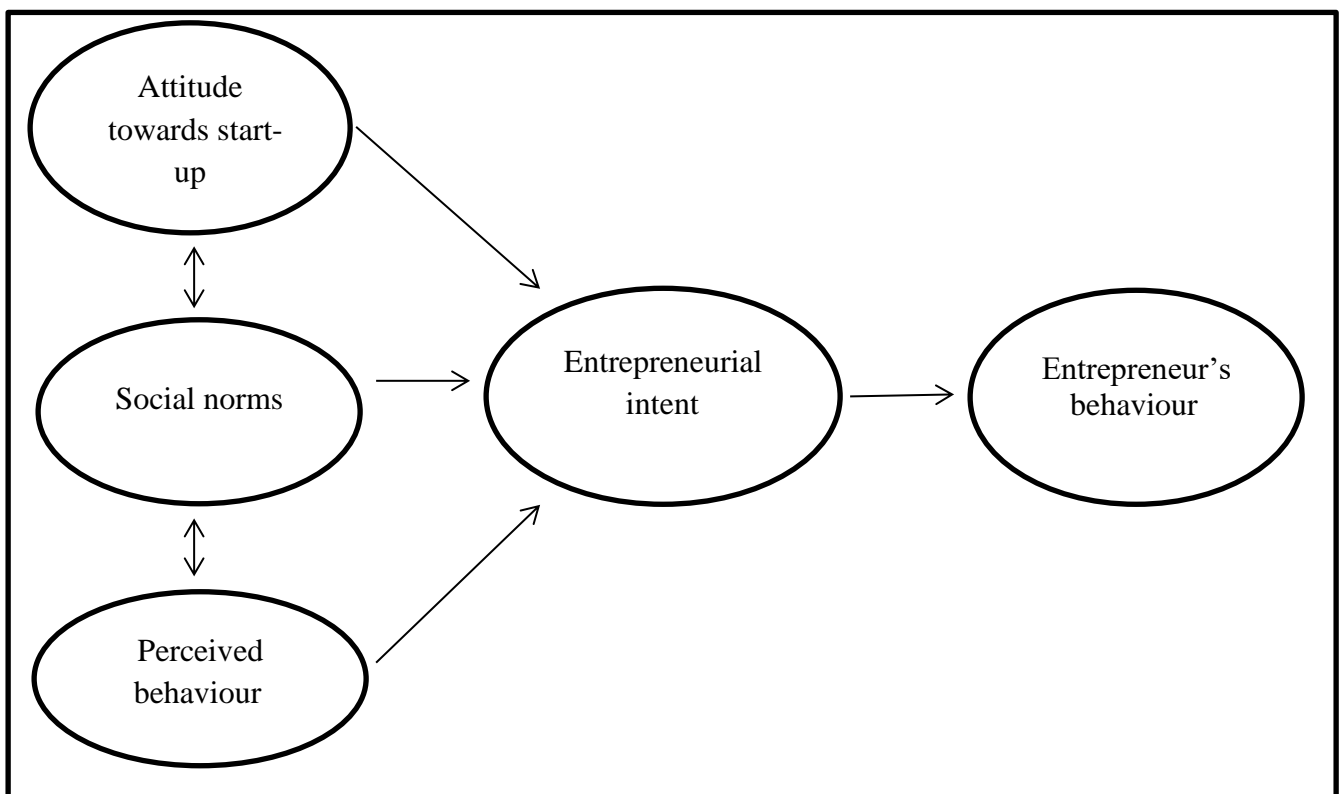 Attitude
towards start-
up
Social norms
Perceived
behaviour
Entrepreneurial
intent
Entrepreneur’s
behaviour